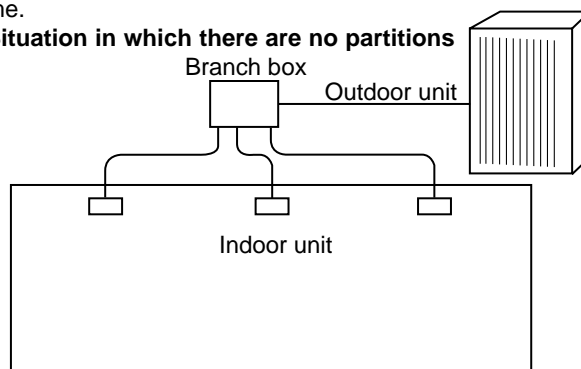 ne.
ituation in which there are no partitions
Branch box
Outdoor unit
Indoor unit